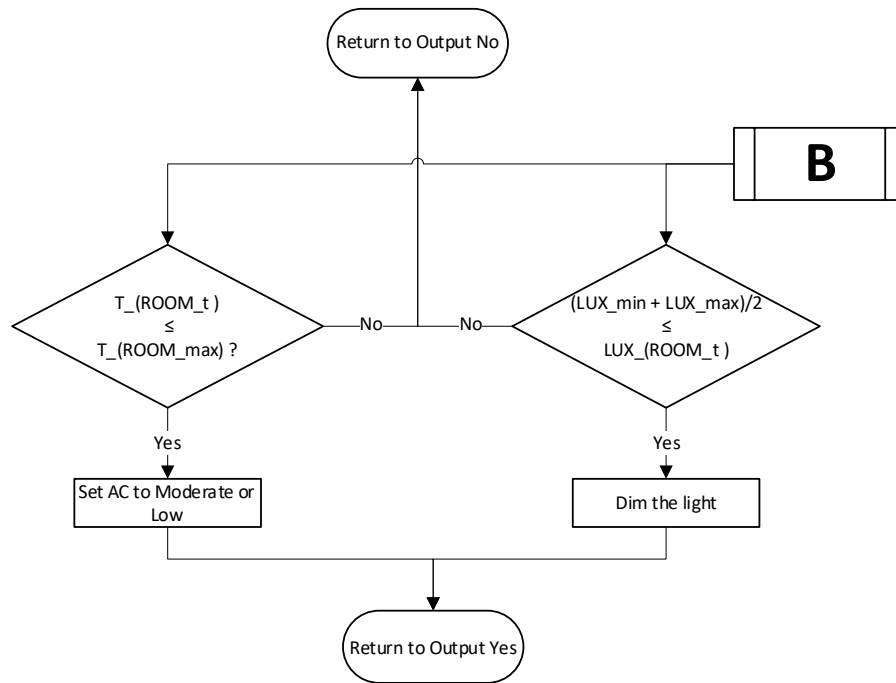 Return to Output No
B
T_(ROOM_t )
≤
T_(ROOM_max) ?
No
No
(LUX_min + LUX_max)/2
≤
LUX_(ROOM_t )
Yes
Yes
Set AC to Moderate or
Low
Dim the light
Return to Output Yes